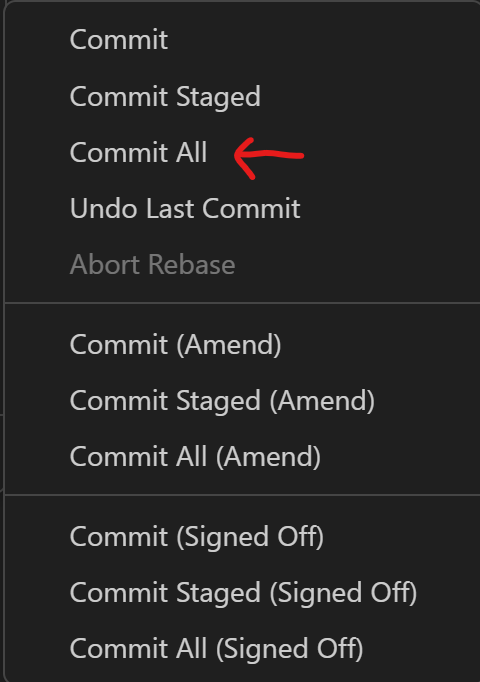 Commit
Commit Staged
Commit All
Undo Last Commit
Abort Rebase
Commit (Amend)
Commit Staged (Amend)
Commit All (Amend)
Commit (Signed Off)
Commit Staged (Signed Off)
Commit All (Signed Off)